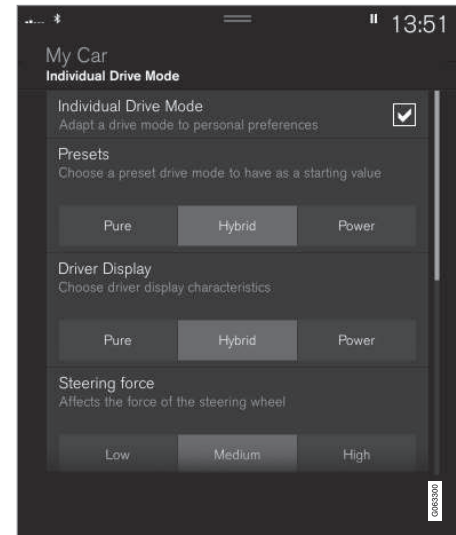 13:51
My Car
Individual Drive Mode
Individual Drive Mode
Adapt a drive mode to personal preferences
Presets
Choose a preset drive mode to have as a starting value
Pure Hybrid Power
Driver Display
Choose driver display characteristics
Pure Hybrid Power
Steering force
Affects the force of the steering wheel
Low Medium High
G063300